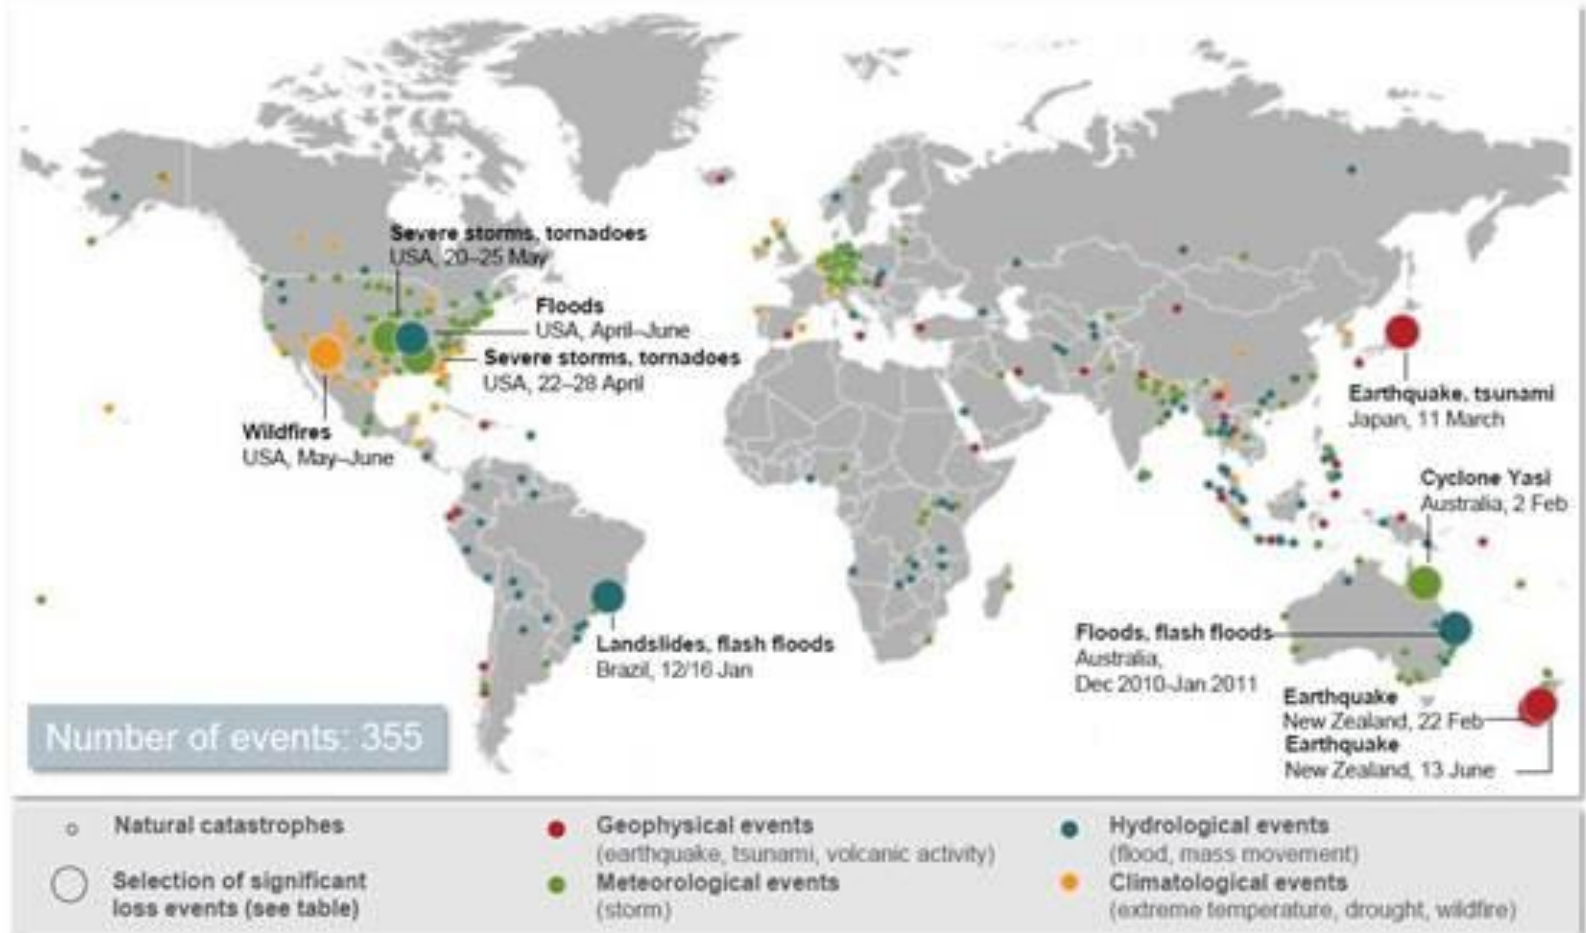 Severe storms, tornadoes
USA, 20–25 May
Floods
USA, April–June
Severe storms, tornadoes
USA, 22–28 April
Wildfires
USA, May–June
Earthquake, tsunami
Japan, 11 March
Cyclone Yasi
Australia, 2 Feb
Landslides, flash floods
Brazil, 12/16 Jan
Floods, flash floods
Australia,
Dec 2010-Jan 2011
Earthquake
New Zealand, 22 Feb
Earthquake
New Zealand, 13 June
Number of events: 355
Natural catastrophes
Selection of significant
loss events (see table)
Geophysical events
(earthquake, tsunami, volcanic activity)
Meteorological events
(storm)
Hydrological events
(flood, mass movement)
Climatological events
(extreme temperature, drought, wildfire)